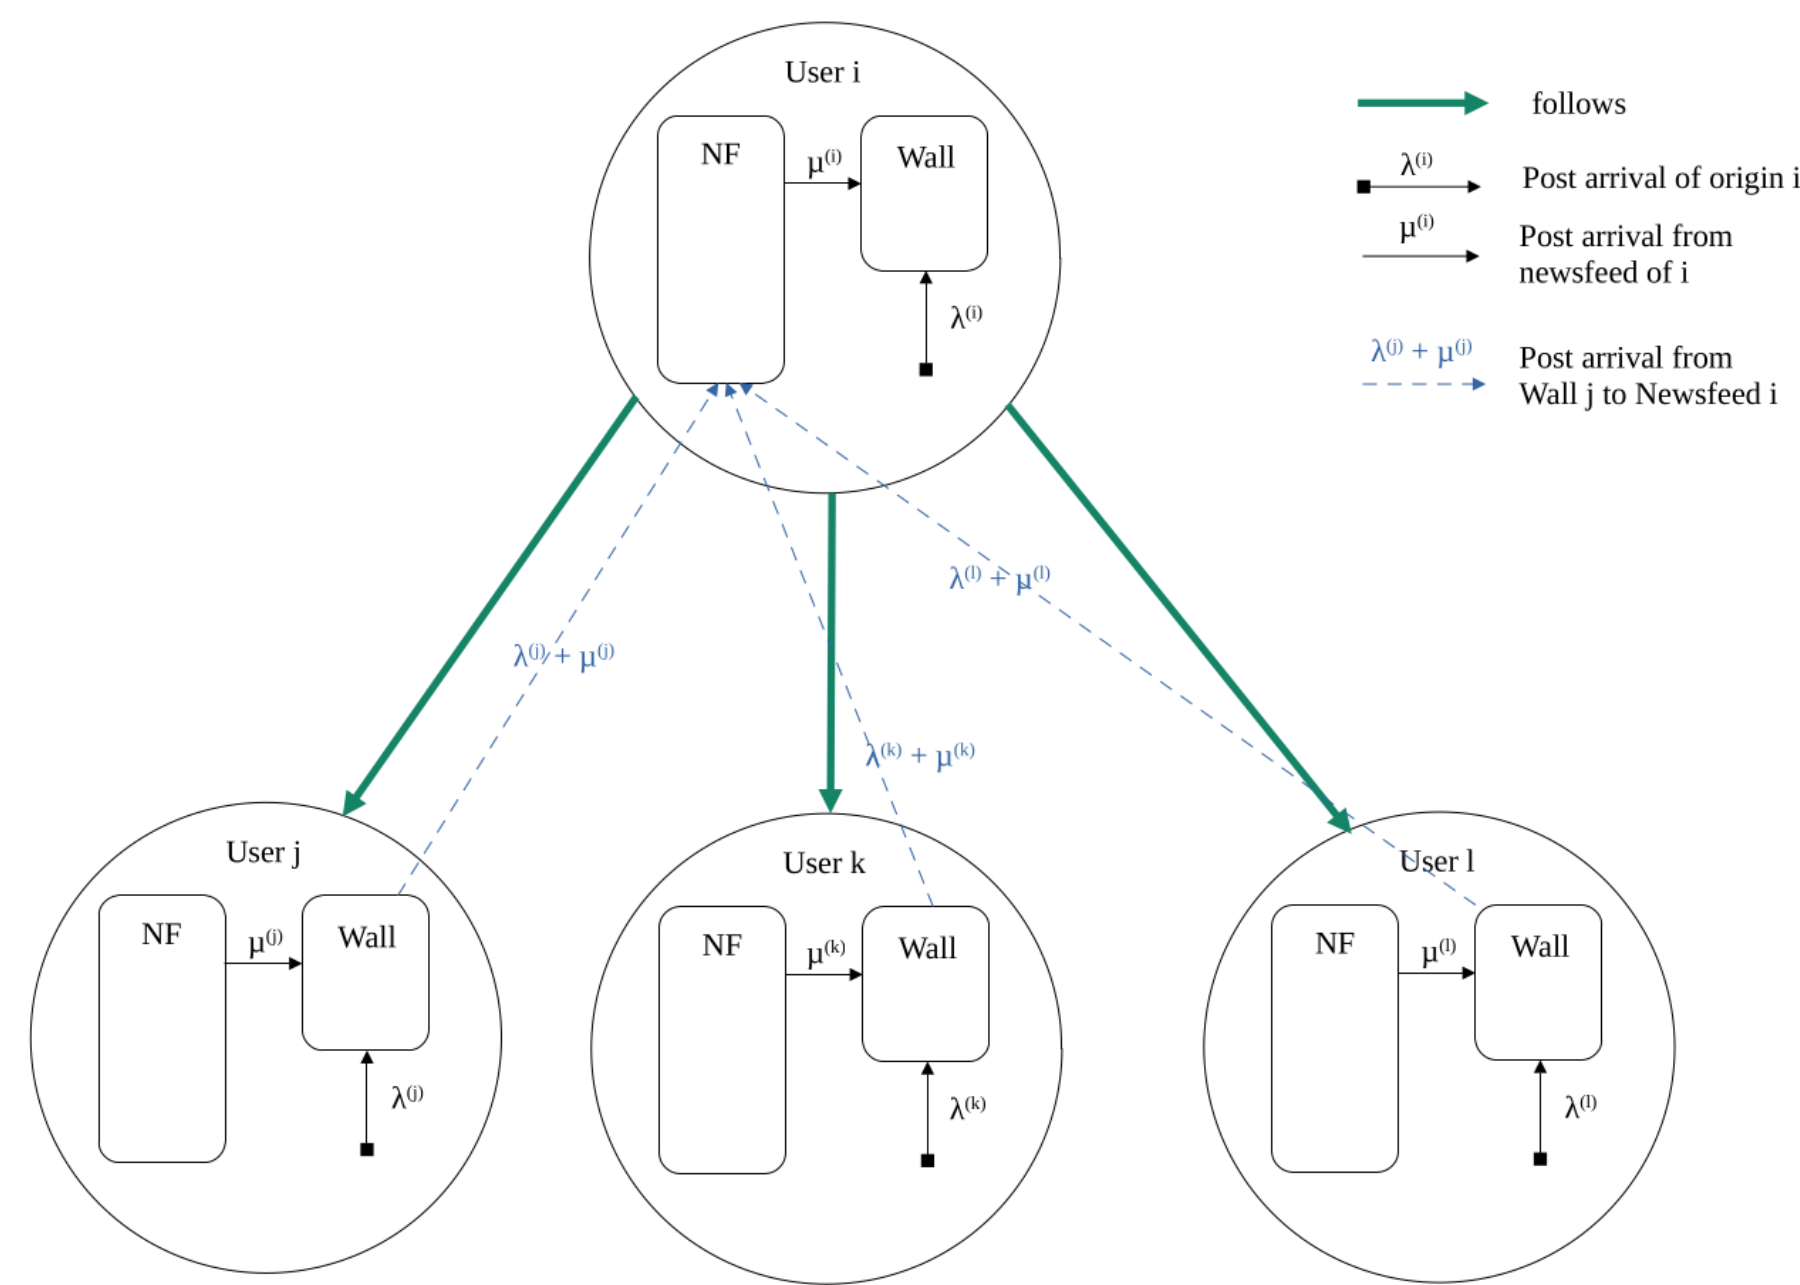 User i
NF
μ(i)
Wall
λ(i)
follows
λ(i)
Post arrival of origin i
μ(i)
Post arrival from
newsfeed of i
λ(j) + μ(j)
Post arrival from
Wall j to Newsfeed i
λ(l) + μ(l)
λ(j) + μ(j)
λ(k) + μ(k)
User j
NF
μ(j)
Wall
λ(j)
User k
NF
μ(k)
Wall
λ(k)
User l
NF
μ(l)
Wall
λ(l)